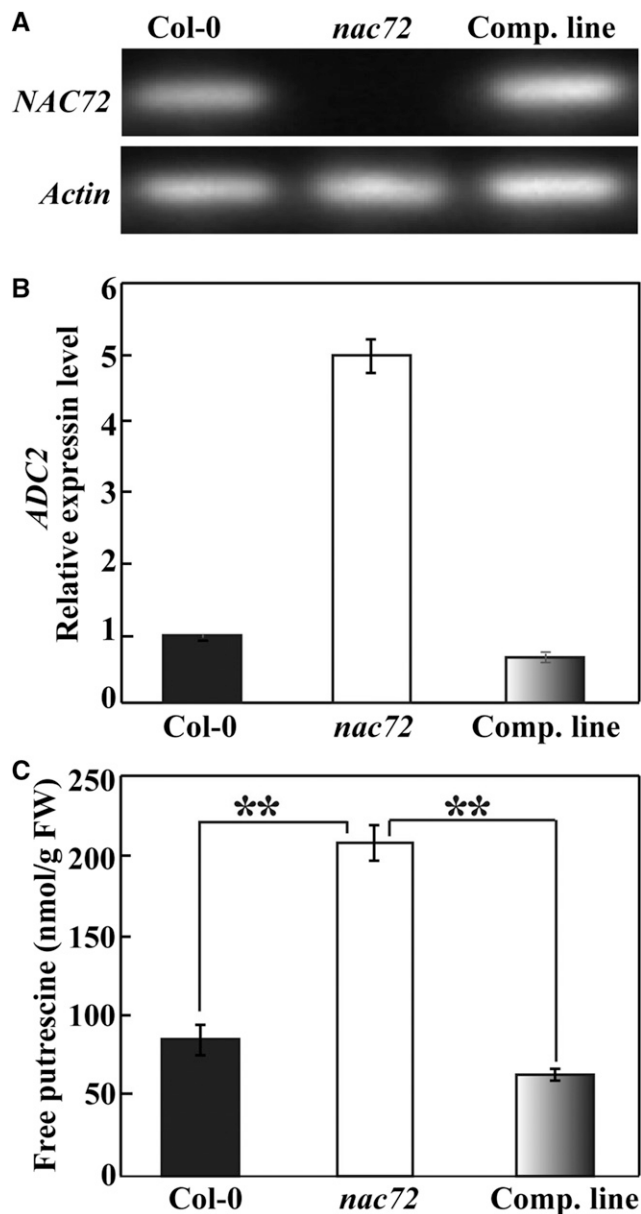 A
Col-0 nac72 Comp. line
NAC72
Actin
B
ADC2
Relative expressin level
6
5
4
3
2
1
0
Col-0 nac72 Comp. line
C
Free putrescine (nmol/g FW)
250
200
150
100
50
0
** **
Col-0 nac72 Comp. line